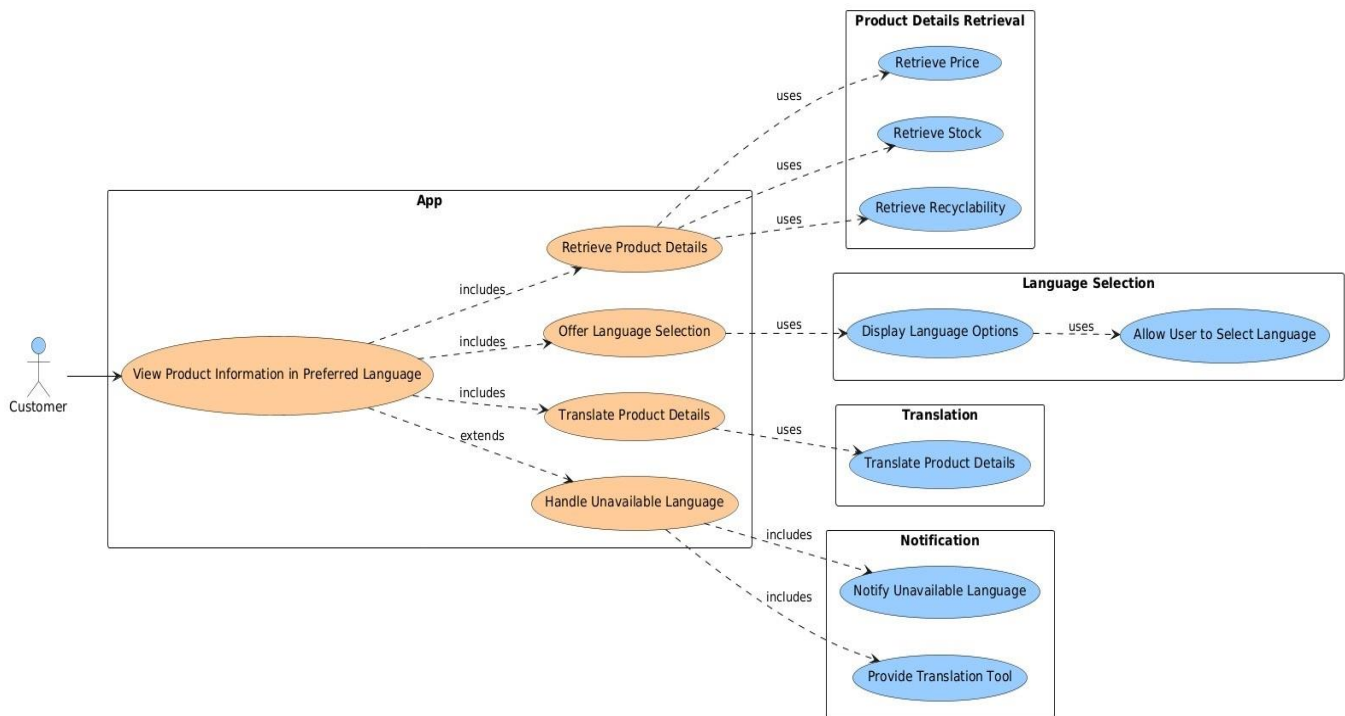 Product Details Retrieval
Retrieve Price
uses
Retrieve Stock
uses
App
Retrieve Recyclability
uses
Retrieve Product Details
includes
Language Selection
Offer Language Selection
uses
Display Language Options
uses
Allow User to Select Language
includes
View Product Information in Preferred Language
Customer
includes
Translation
Translate Product Details
uses
Translate Product Details
extends
Handle Unavailable Language
includes
Notification
Notify Unavailable Language
includes
Provide Translation Tool